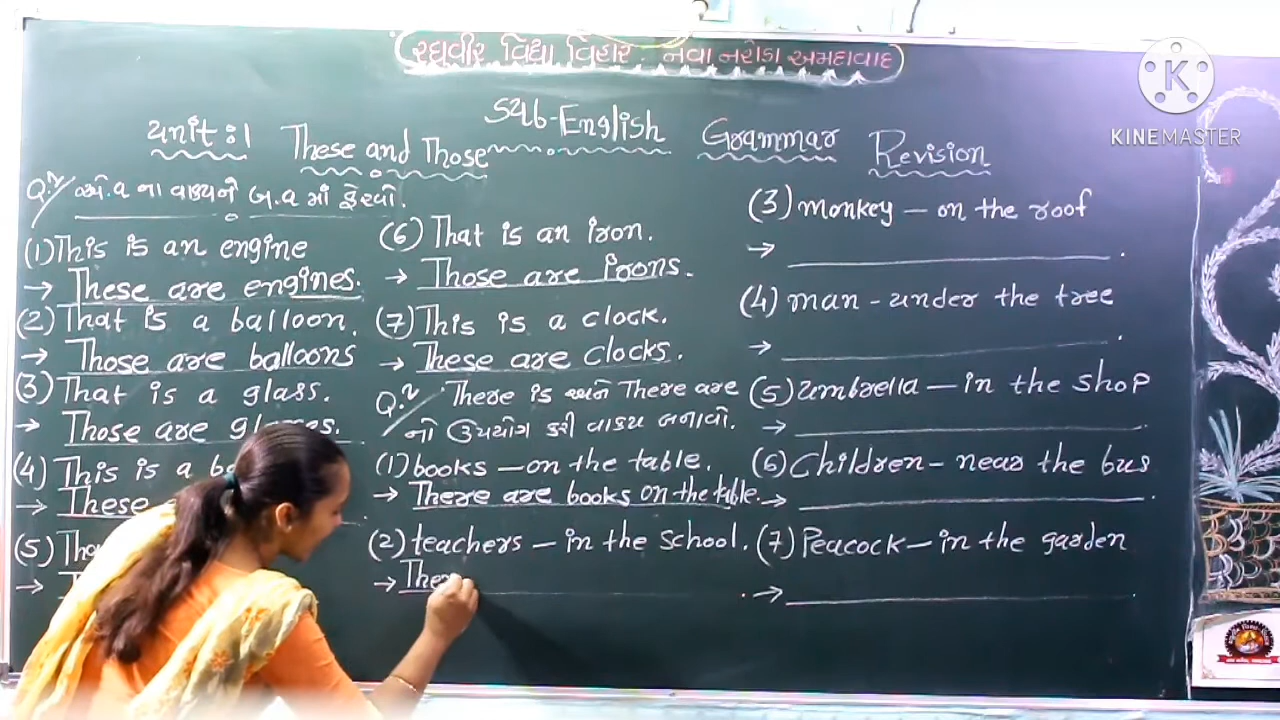 રઘુવીર વિદ્યા વિહાર. નવા નરોડા અમદાવાદ
KINEMASTER
Sub-English Grammar Revision
Unit:1 These and Those
Q.1 એ.વ ના વાક્યને બ.વ માં ફેરવો.
(1) This is an engine
→ These are engines.
(2) That is a balloon.
→ Those are balloons
(3) That is a glass.
→ Those are glasses.
(4) This is a
→ These
(5)
→
(6) That is an iron.
→ Those are irons.
(7) This is a clock.
→ These are clocks.
Q.2 There is અને There are
નો ઉપયોગ કરી વાક્ય બનાવો.
(1) books – on the table.
→ There are books on the table.
(2) teachers – in the school.
→ The
(3) monkey – on the roof
→ .
(4) man - under the tree
→ .
(5) Umbrella – in the shop
→ .
(6) Children – near the bus
→ .
(7) Peacock – in the garden
→ .